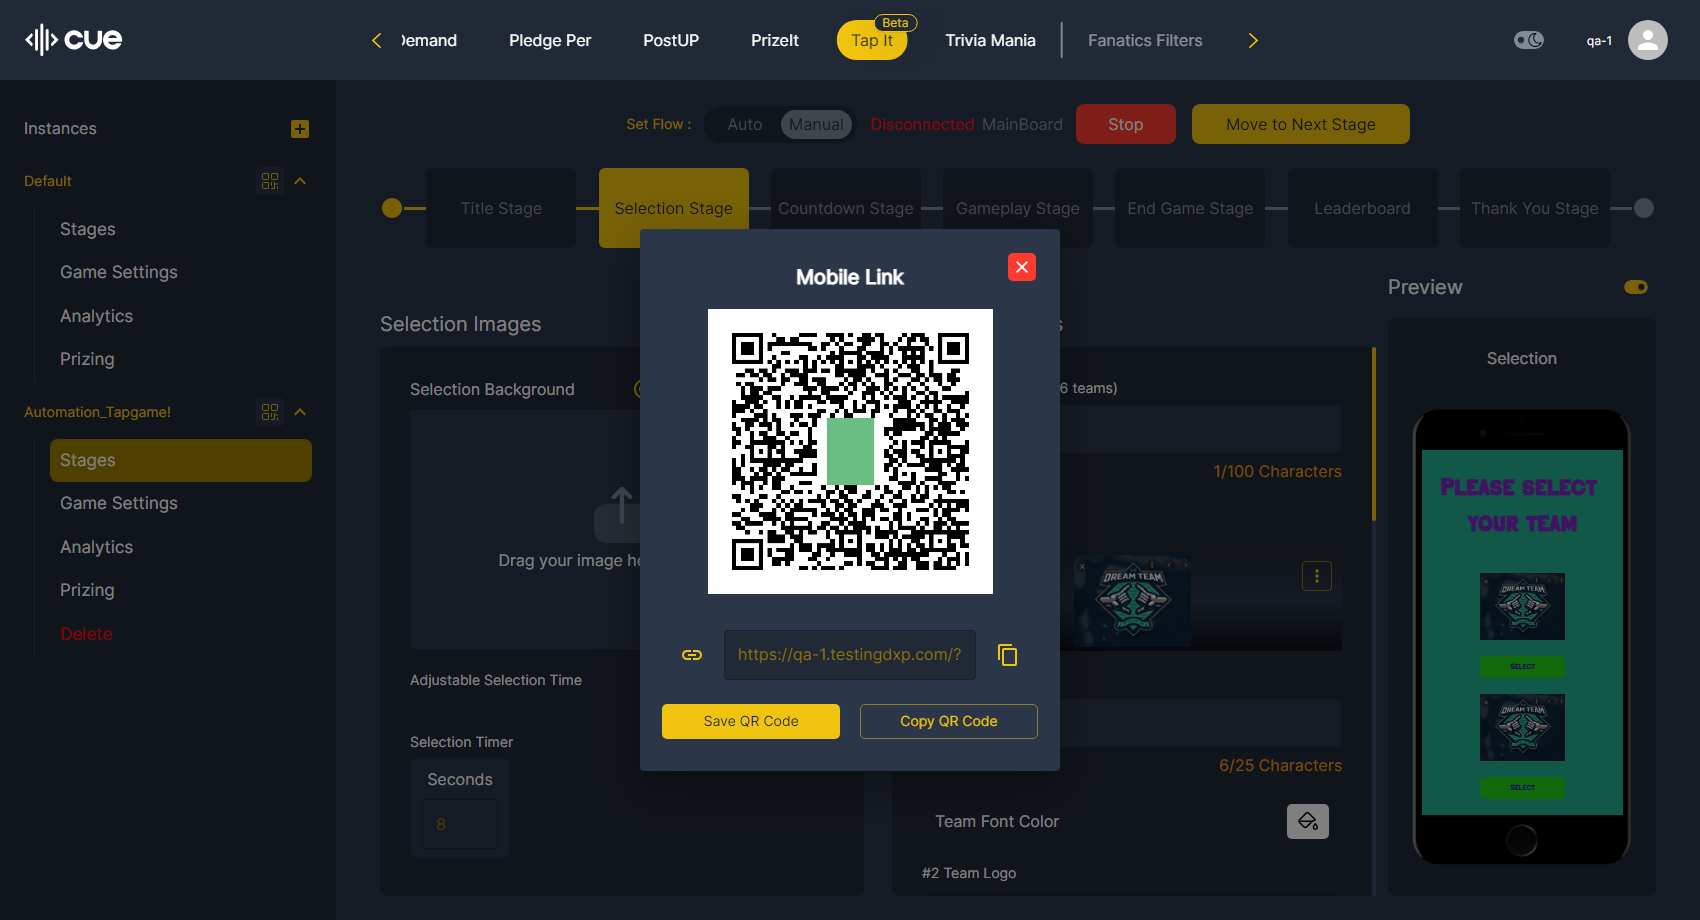 cue
Demand
Pledge Per
PostUP
PrizeIt
Tap It
Beta
Trivia Mania
Fanatics Filters
qa-1
Instances
Default
Stages
Game Settings
Analytics
Prizing
Automation_Tapgame!
Stages
Game Settings
Analytics
Prizing
Delete
Set Flow :
Auto
Manual
Disconnected MainBoard
Stop
Move to Next Stage
Title Stage
Selection Stage
Countdown Stage
Gameplay Stage
End Game Stage
Leaderboard
Thank You Stage
Selection Images
Selection Background
Drag your image he
Adjustable Selection Time
Selection Timer
Seconds
8
Mobile Link
https://qa-1.testingdxp.com/?
Save QR Code
Copy QR Code
s
6 teams)
1/100 Characters
DREAM TEAM
6/25 Characters
Team Font Color
#2 Team Logo
Preview
Selection
Please select
your team
DREAM TEAM
SELECT
DREAM TEAM
SELECT